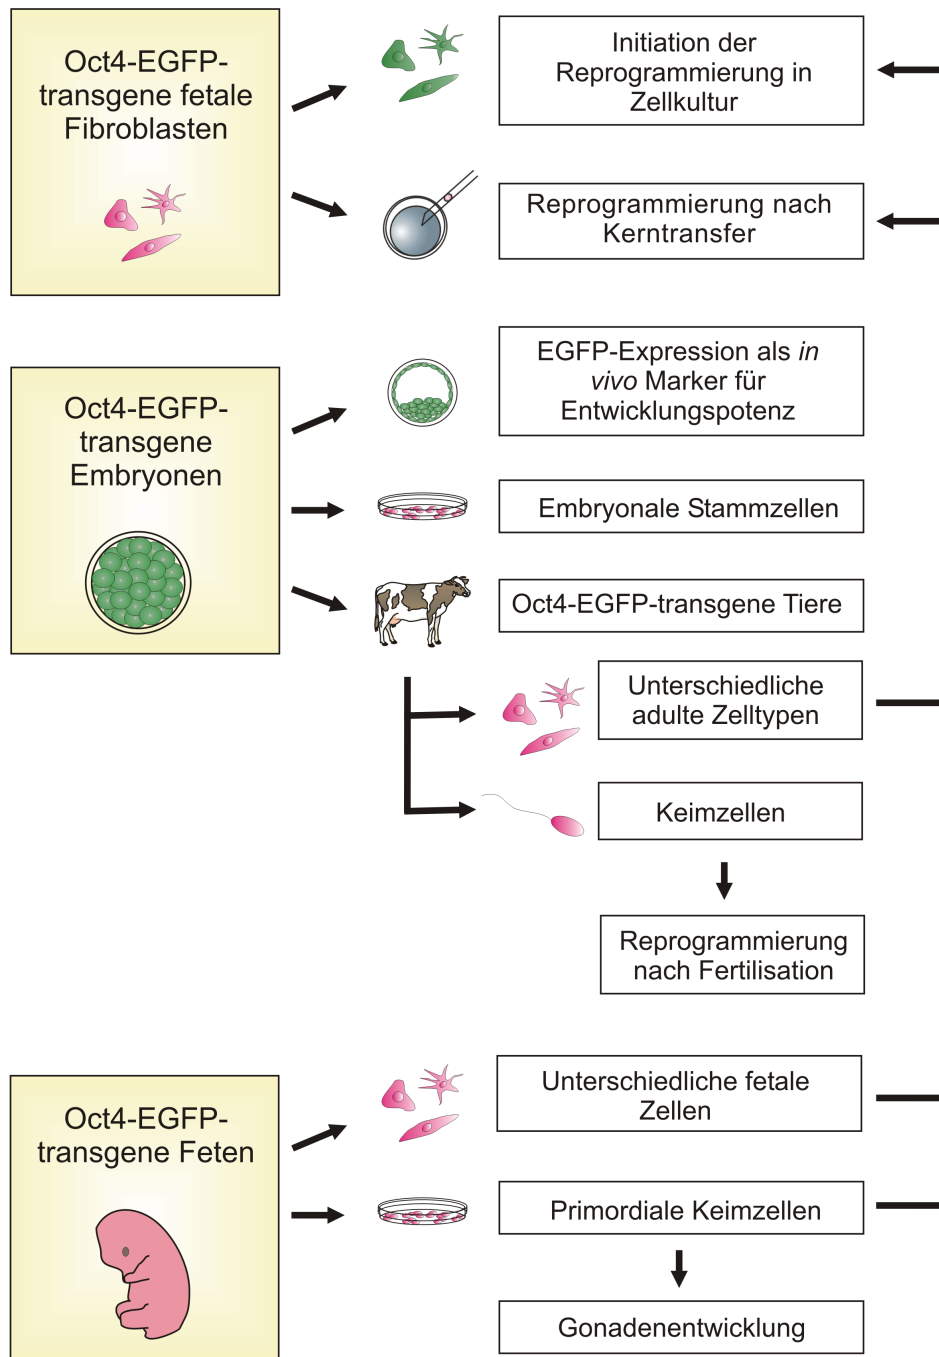 Oct4-EGFP-
transgene fetale
Fibroblasten
Initiation der
Reprogrammierung in
Zellkultur
Reprogrammierung nach
Kerntransfer
Oct4-EGFP-
transgene
Embryonen
EGFP-Expression als in
vivo Marker für
Entwicklungspotenz
Embryonale Stammzellen
Oct4-EGFP-transgene Tiere
Unterschiedliche
adulte Zelltypen
Keimzellen
Reprogrammierung
nach Fertilisation
Oct4-EGFP-
transgene Feten
Unterschiedliche fetale
Zellen
Primordiale Keimzellen
Gonadenentwicklung